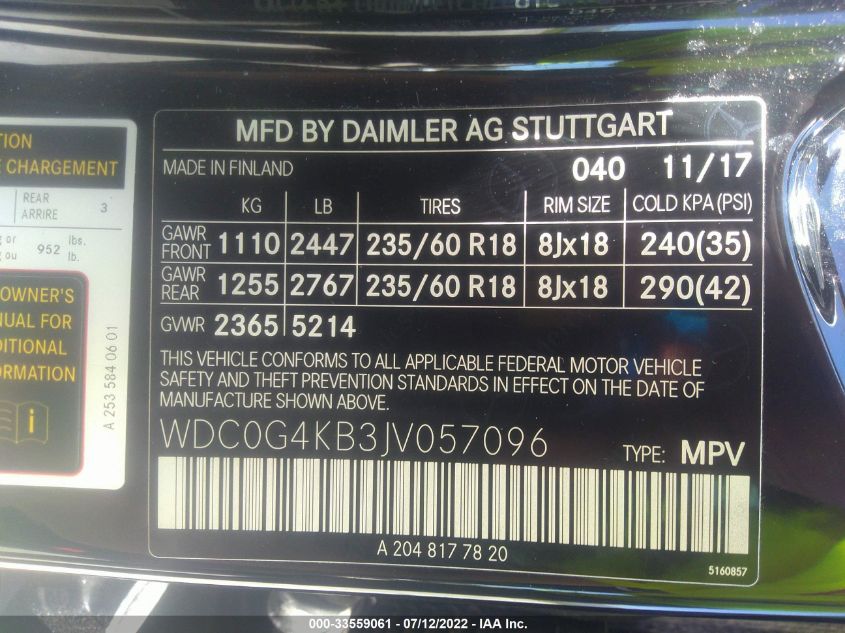 TION
E CHARGEMENT
REAR
ARRIRE 3
g or
g ou 952 lbs.
lb.
OWNER'S
NUAL FOR
DITIONAL
ORMATION
A 253 584 06 01
MFD BY DAIMLER AG STUTTGART
MADE IN FINLAND 040 11/17
KG LB TIRES RIM SIZE COLD KPA (PSI)
GAWR FRONT 1110 2447 235/60 R18 8Jx18 240(35)
GAWR REAR 1255 2767 235/60 R18 8Jx18 290(42)
GVWR 2365 5214
THIS VEHICLE CONFORMS TO ALL APPLICABLE FEDERAL MOTOR VEHICLE
SAFETY AND THEFT PREVENTION STANDARDS IN EFFECT ON THE DATE OF
MANUFACTURE SHOWN ABOVE.
WDC0G4KB3JV057096 TYPE: MPV
A 204 817 78 20
5160857
000-33559061 - 07/12/2022 - IAA Inc.